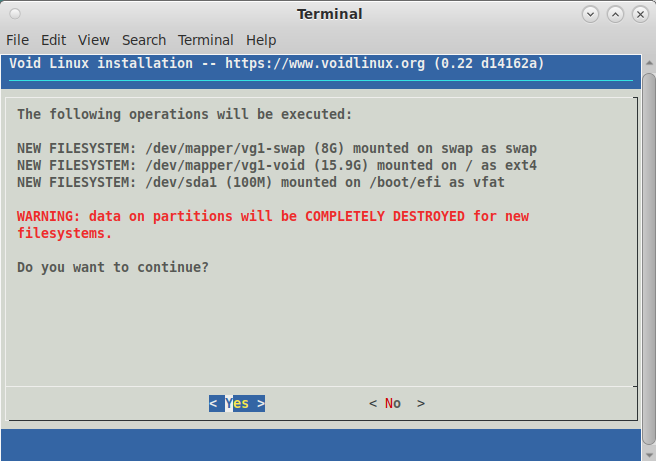 Terminal
File Edit View Search Terminal Help
Void Linux installation -- https://www.voidlinux.org (0.22 d14162a)
The following operations will be executed:
NEW FILESYSTEM: /dev/mapper/vg1-swap (8G) mounted on swap as swap
NEW FILESYSTEM: /dev/mapper/vg1-void (15.9G) mounted on / as ext4
NEW FILESYSTEM: /dev/sda1 (100M) mounted on /boot/efi as vfat
WARNING: data on partitions will be COMPLETELY DESTROYED for new
filesystems.
Do you want to continue?
< Yes > < No >